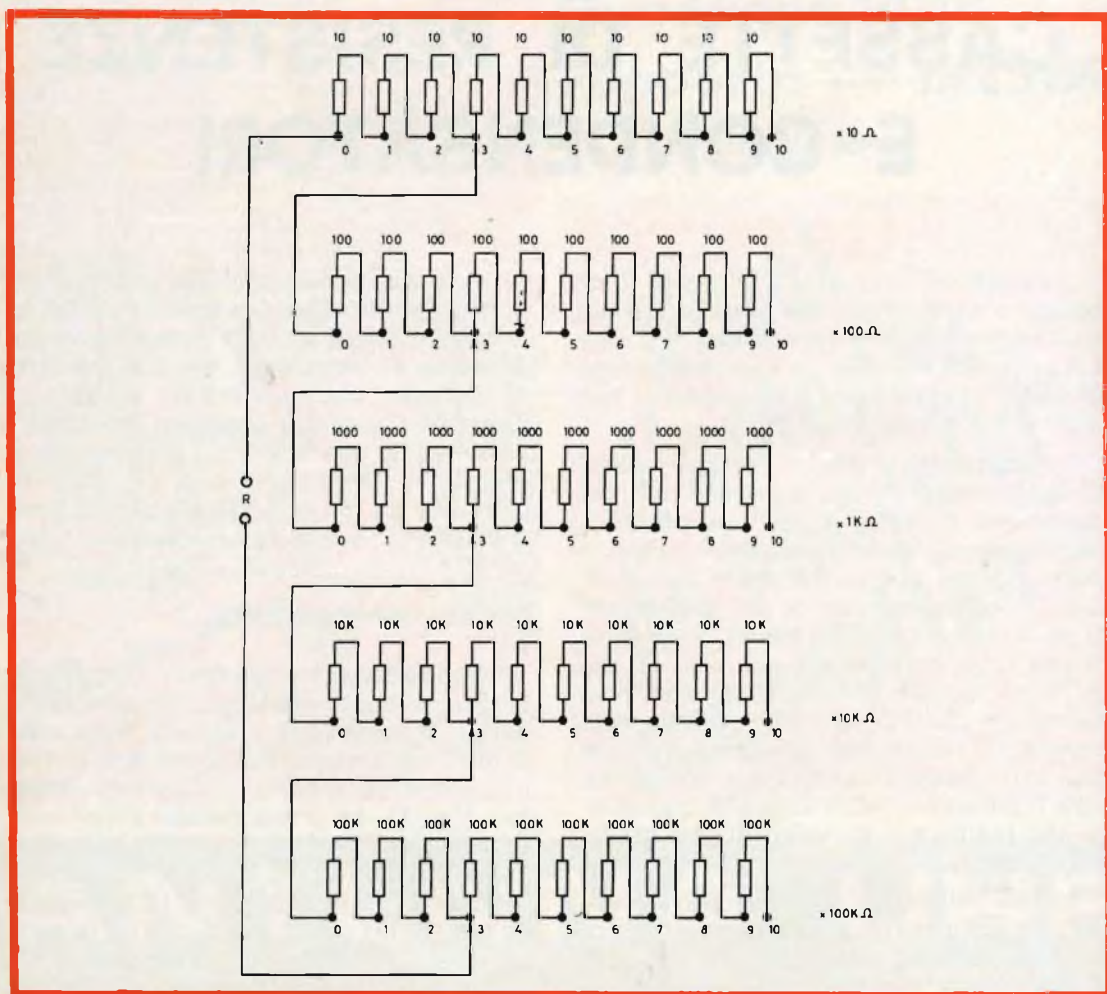 10 10 10 10 10 10 10 10 10 10
0 1 2 3 4 5 6 7 8 9 10 x 10 Ω
100 100 100 100 100 100 100 100 100 100
0 1 2 3 4 5 6 7 8 9 10 x 100 Ω
1000 1000 1000 1000 1000 1000 1000 1000 1000 1000
R
0 1 2 3 4 5 6 7 8 9 10 x 1K Ω
10K 10K 10K 10K 10K 10K 10K 10K 10K 10K
0 1 2 3 4 5 6 7 8 9 10 x 10K Ω
100K 100K 100K 100K 100K 100K 100K 100K 100K 100K
0 1 2 3 4 5 6 7 8 9 10 x 100K Ω